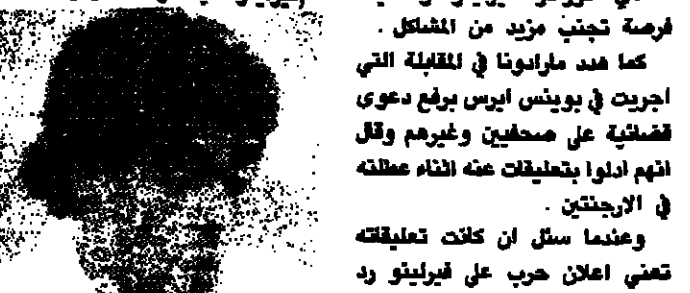 فرصة تجنب مزيد من المشاكل .
كما هدد مارادونا في المقابلة التي
اجريت في بوينس ايرس برفع دعوى
قضائية على صحفيين وغيرهم وقال
انهم ادلوا بتعليقات عنه اثناء عطلته
في الارجنتين .
وعندما سئل ان كانت تعليقاته
تعني اعلان حرب على فيرلينو رد